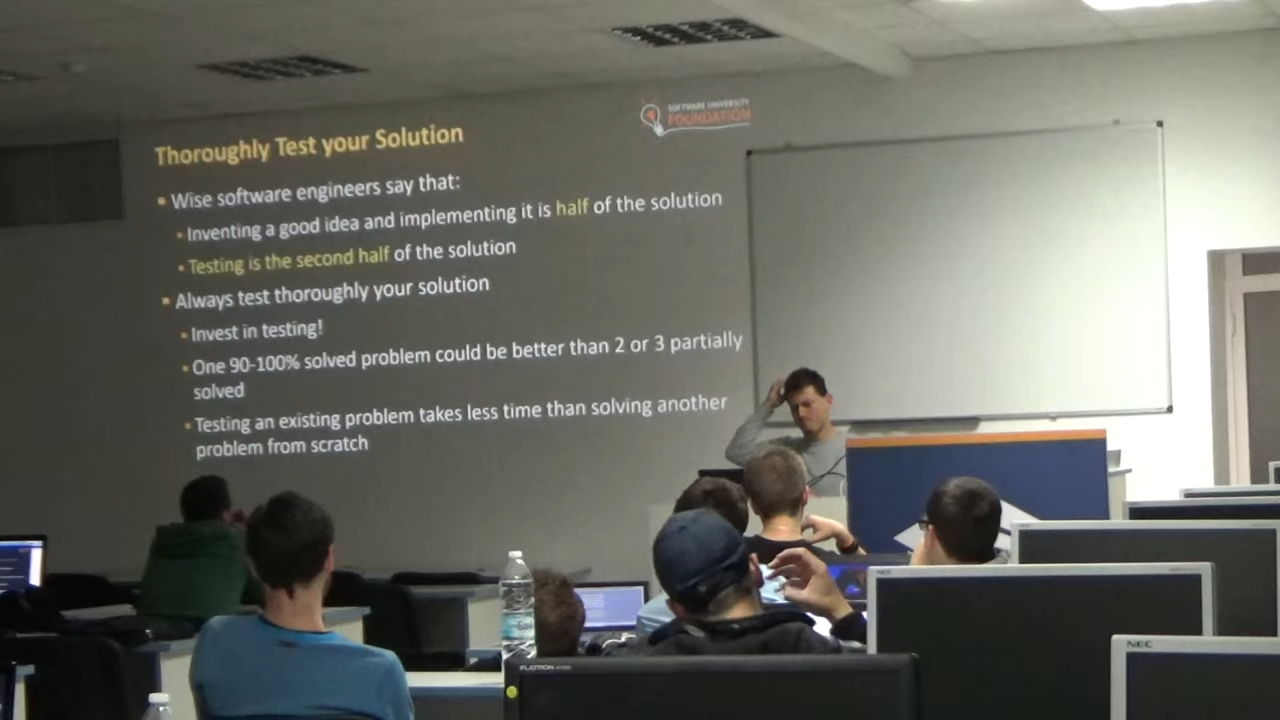 SOFTWARE UNIVERSITY
FOUNDATION
Thoroughly Test your Solution
▪ Wise software engineers say that:
▪ Inventing a good idea and implementing it is half of the solution
▪ Testing is the second half of the solution
▪ Always test thoroughly your solution
▪ Invest in testing!
▪ One 90-100% solved problem could be better than 2 or 3 partially
solved
▪ Testing an existing problem takes less time than solving another
problem from scratch
FLATRON
NEC
NEC